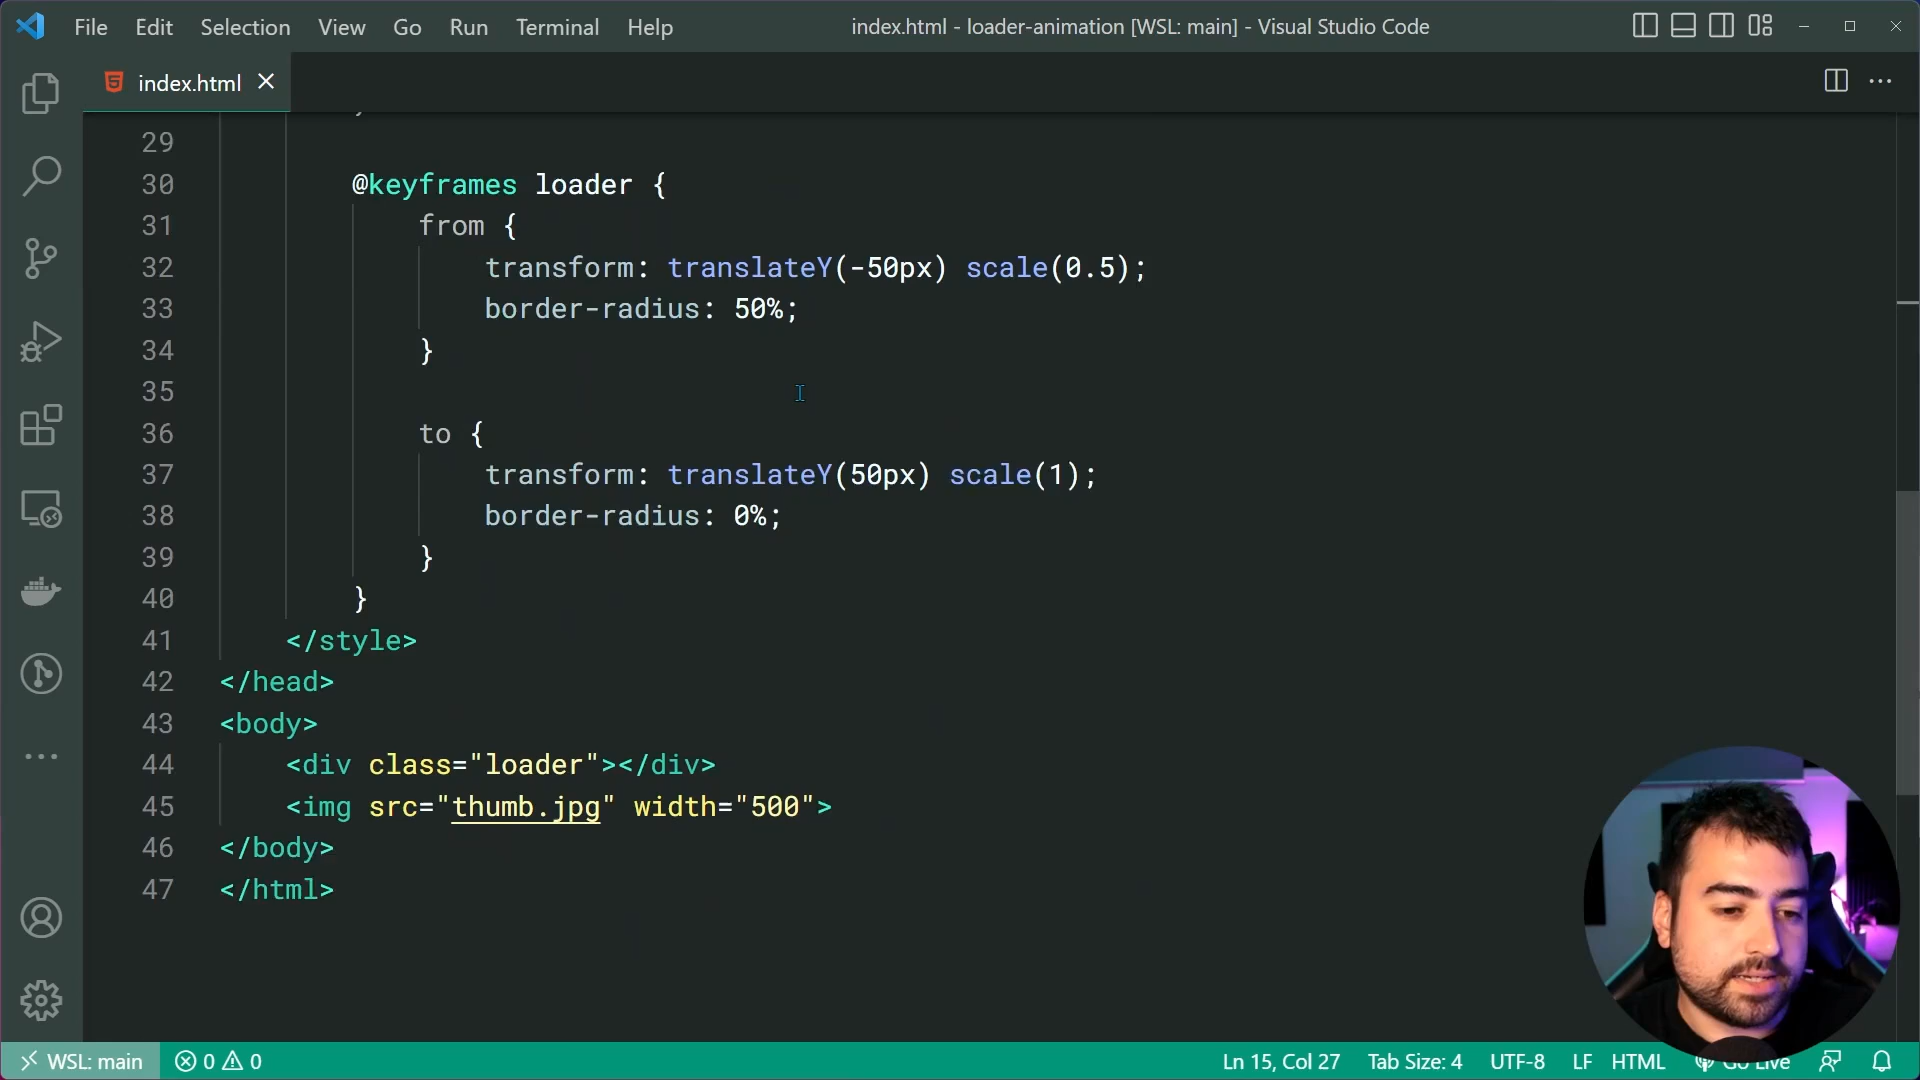 File Edit Selection View Go Run Terminal Help index.html - loader-animation [WSL: main] - Visual Studio Code
index.html
29
30 @keyframes loader {
31 from {
32 transform: translateY(-50px) scale(0.5);
33 border-radius: 50%;
34 }
35
36 to {
37 transform: translateY(50px) scale(1);
38 border-radius: 0%;
39 }
40 }
41 </style>
42 </head>
43 <body>
44 <div class="loader"></div>
45 <img src="thumb.jpg" width="500">
46 </body>
47 </html>
WSL: main 0 0 Ln 15, Col 27 Tab Size: 4 UTF-8 LF HTML Go Live